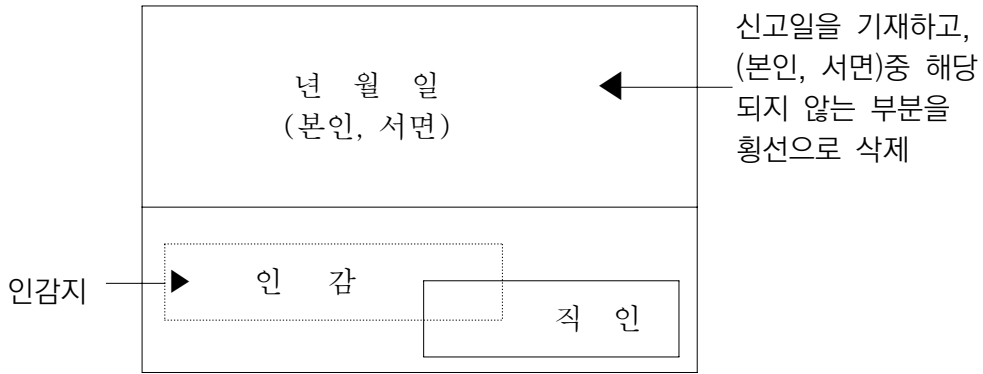 신고일을 기재하고,
(본인, 서면)중 해당
되지 않는 부분을
횡선으로 삭제
년 월 일
(본인, 서면)
인감지
인 감
직 인